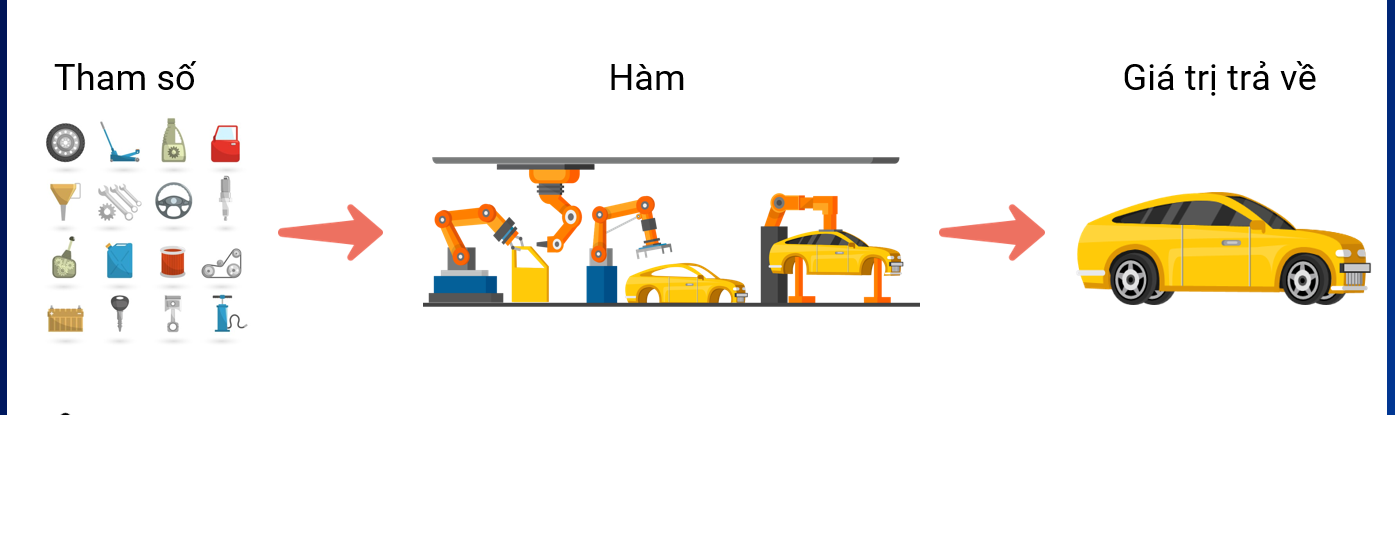 Tham số
Hàm
Giá trị trả về